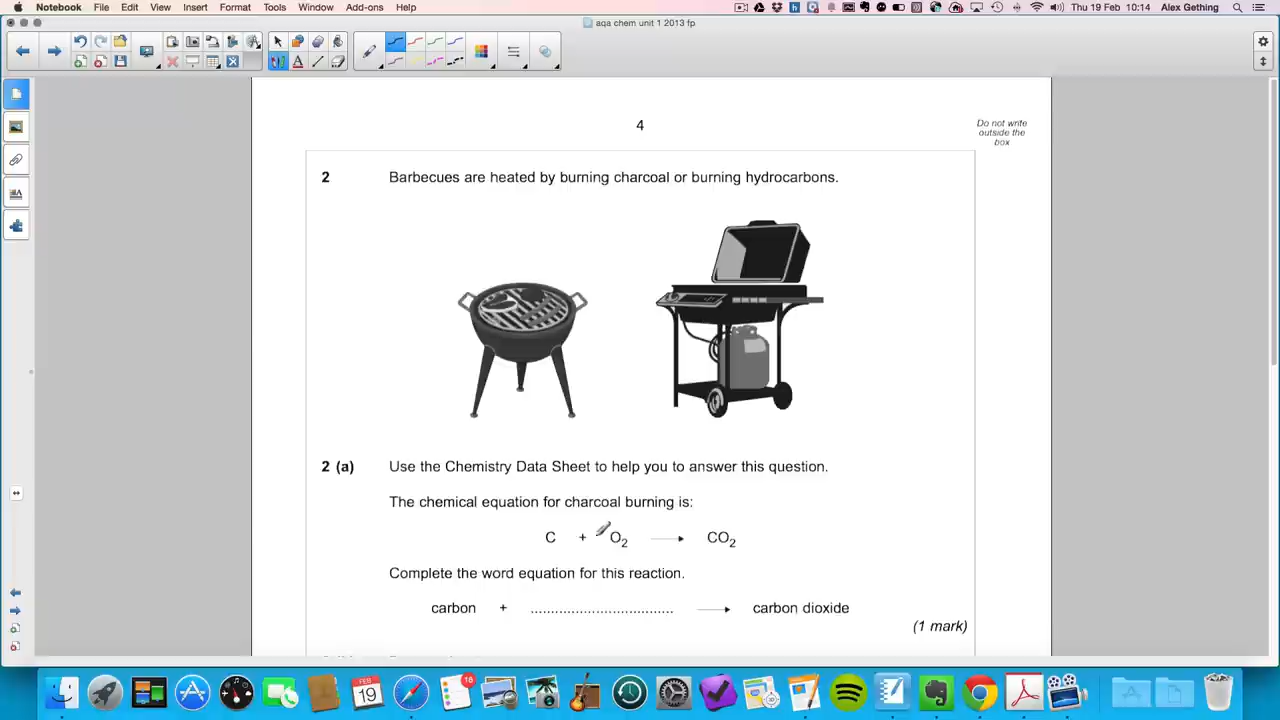 Notebook File Edit View Insert Format Tools Window Add-ons Help Thu 19 Feb 10:14 Alex Gething
aqa chem unit 1 2013 fp
4
Do not write
outside the
box
2 Barbecues are heated by burning charcoal or burning hydrocarbons.
2 (a) Use the Chemistry Data Sheet to help you to answer this question.
The chemical equation for charcoal burning is:
C + O₂ → CO₂
Complete the word equation for this reaction.
carbon + ................................... → carbon dioxide
(1 mark)
FEB
19
18